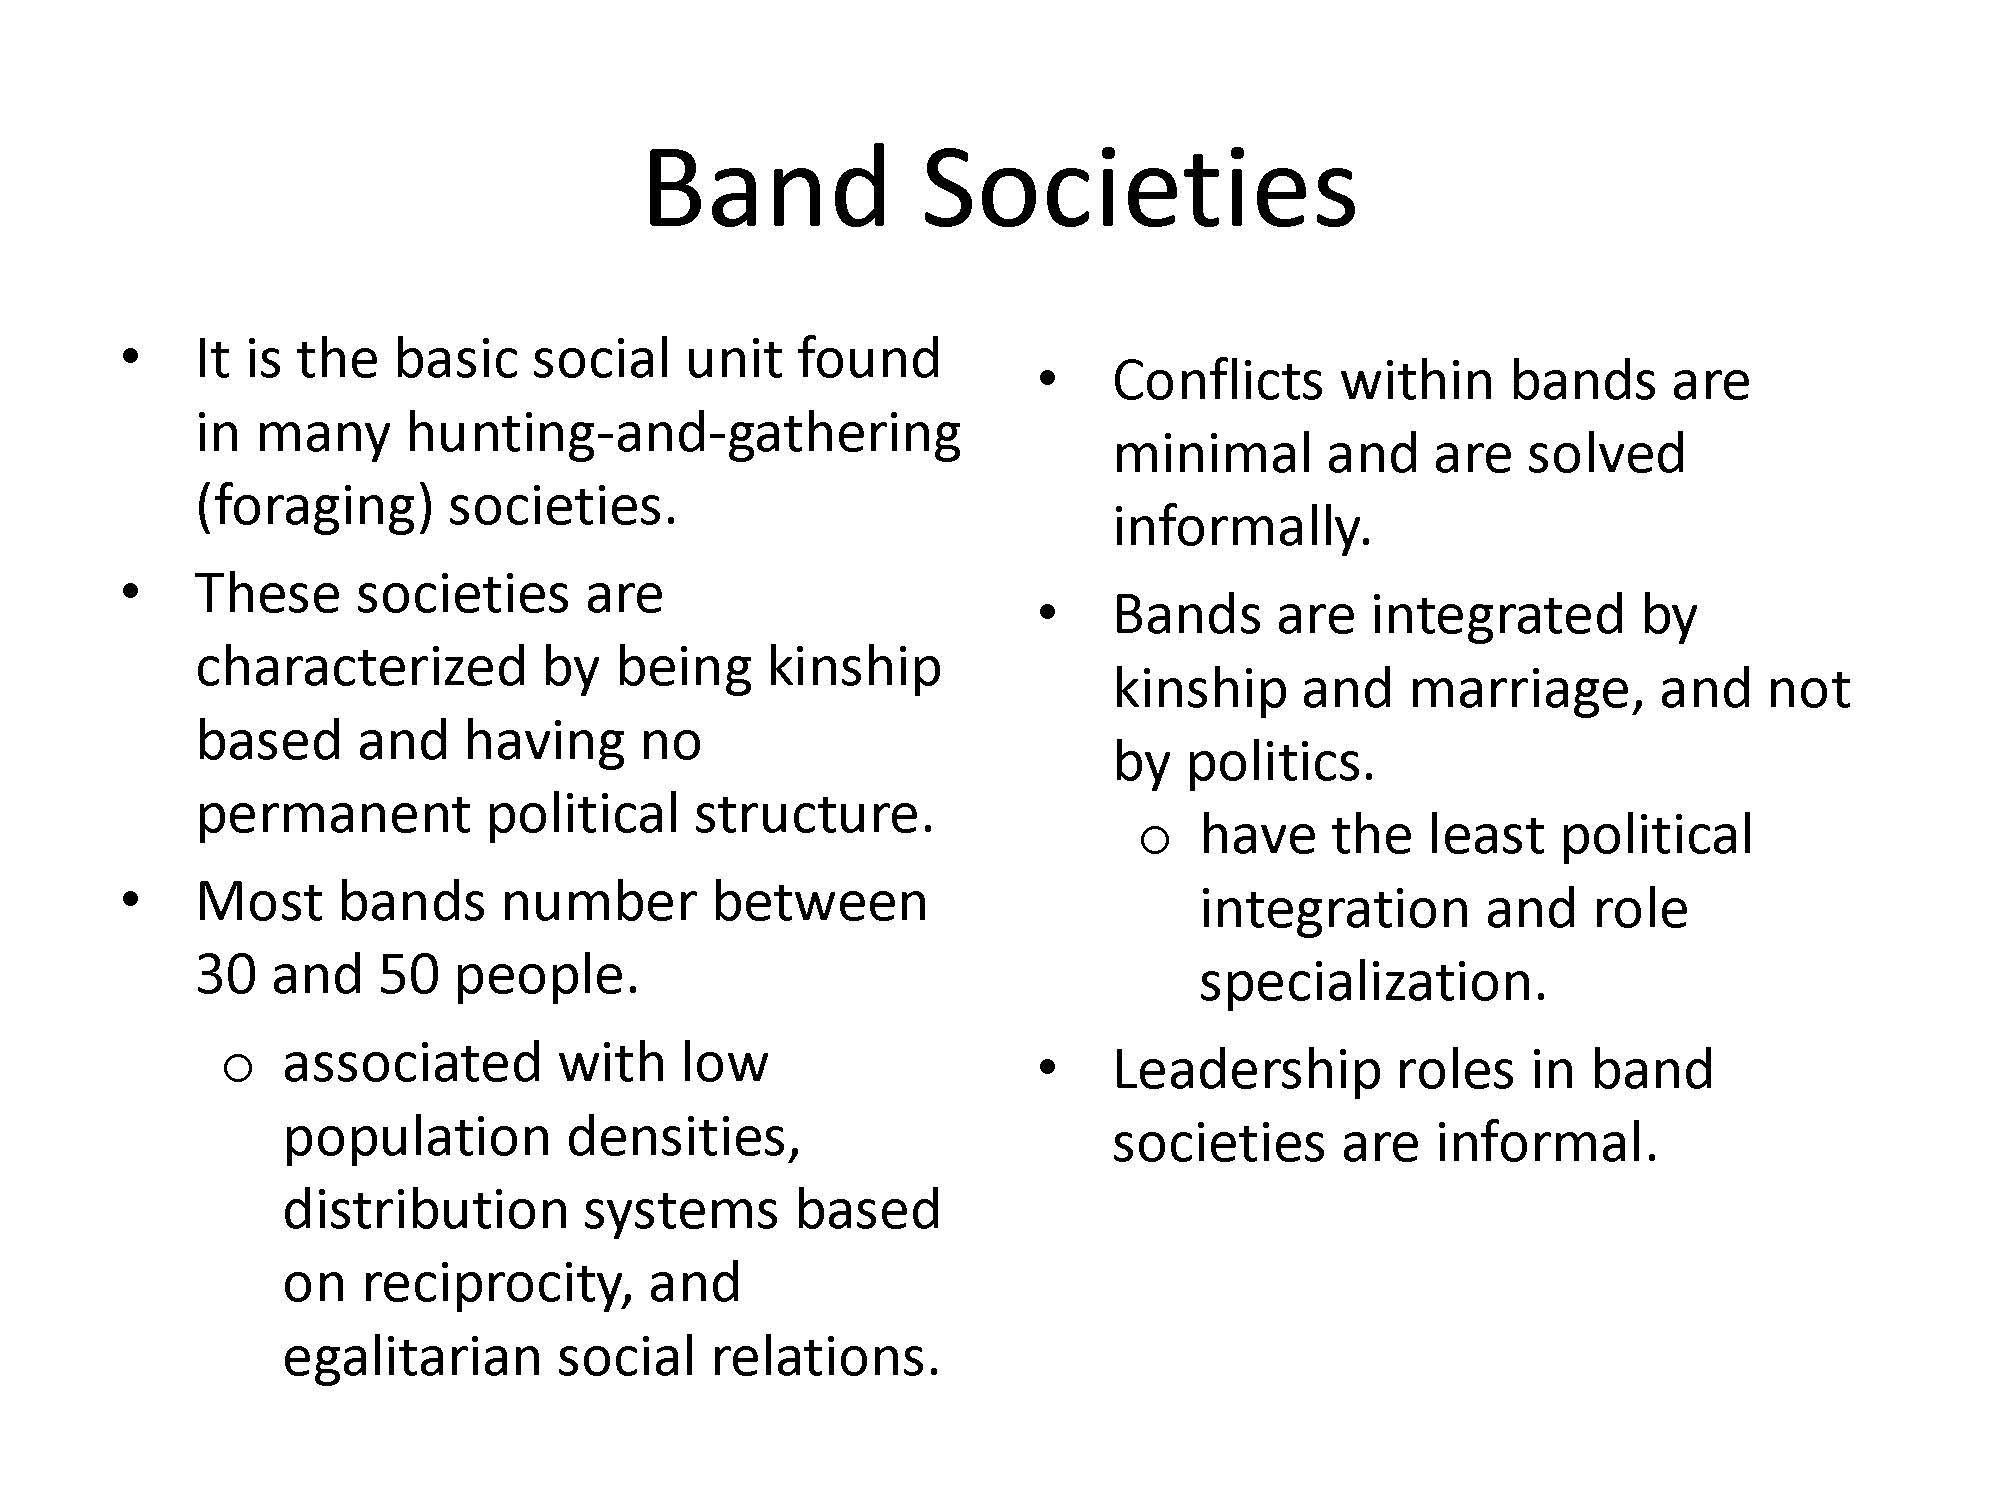 Band Societies
• It is the basic social unit found
in many hunting-and-gathering
(foraging) societies.
• These societies are
characterized by being kinship
based and having no
permanent political structure.
• Most bands number between
30 and 50 people.
o associated with low
population densities,
distribution systems based
on reciprocity, and
egalitarian social relations.
• Conflicts within bands are
minimal and are solved
informally.
• Bands are integrated by
kinship and marriage, and not
by politics.
o have the least political
integration and role
specialization.
• Leadership roles in band
societies are informal.